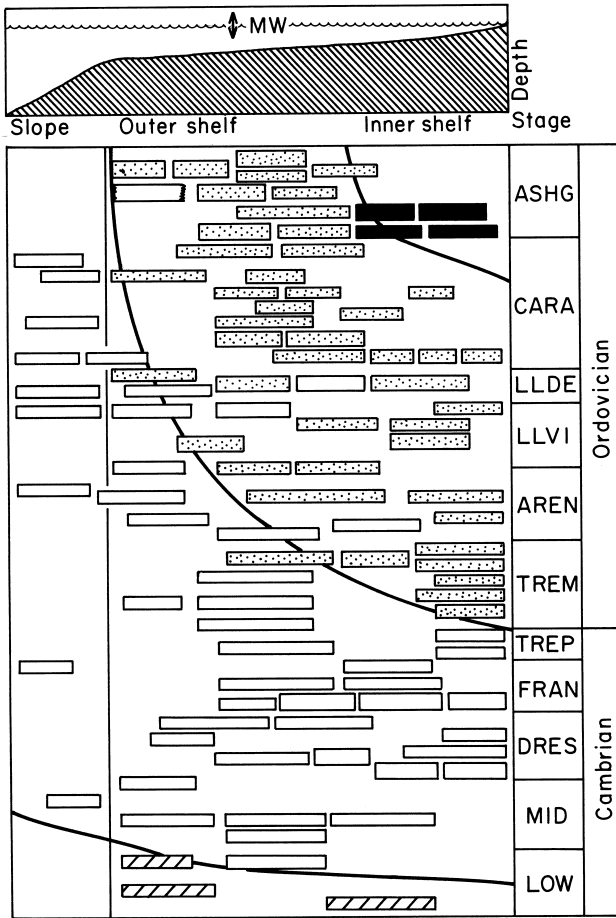 MW
Depth
Slope Outer shelf Inner shelf Stage
ASHG
CARA
LLDE
LLVI
AREN
TREM
Ordovician
TREP
FRAN
DRES
MID
LOW
Cambrian